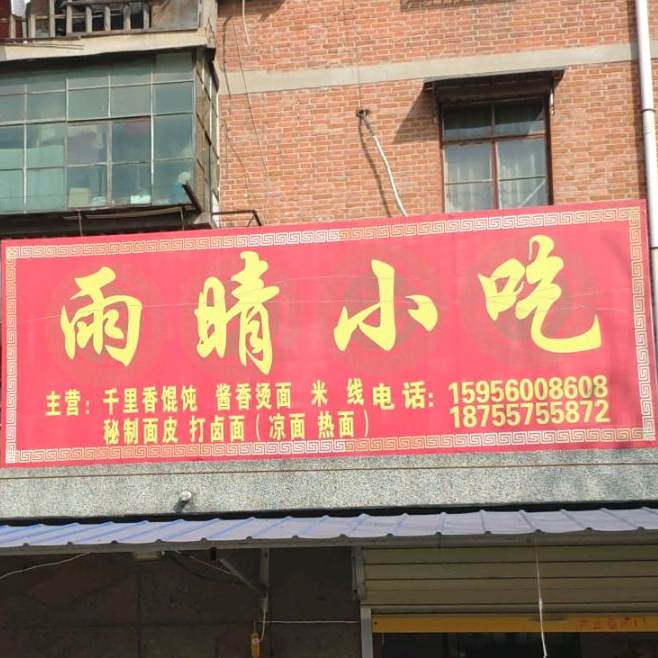 雨晴小吃
主营：千里香馄饨 酱香烫面 米 线 电话：15956008608
秘制面皮 打卤面（凉面 热面） 18755755872